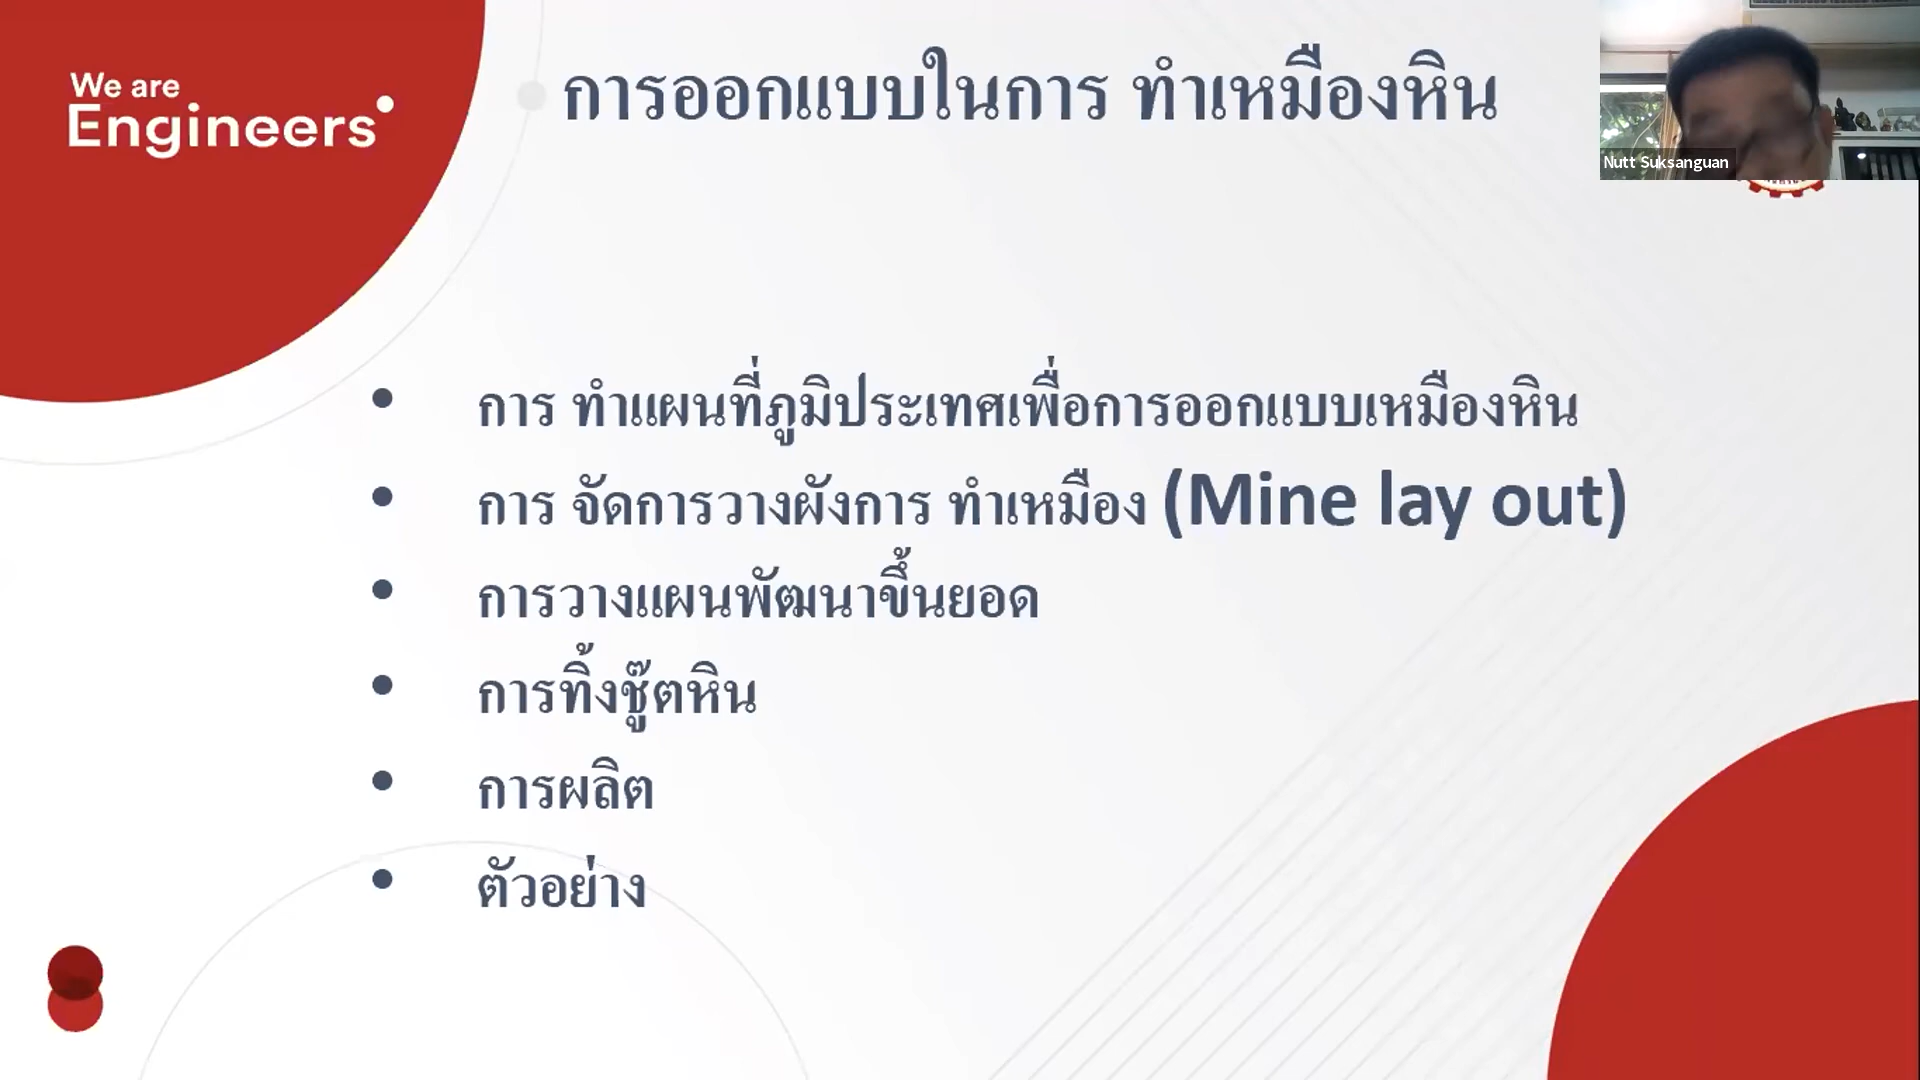 We are
Engineers
การออกแบบในการ ทำเหมืองหิน
Nutt Suksanguan
• การ ทำแผนที่ภูมิประเทศเพื่อการออกแบบเหมืองหิน
• การ จัดการวางผังการ ทำเหมือง (Mine lay out)
• การวางแผนพัฒนาขึ้นยอด
• การทิ้งชู๊ตหิน
• การผลิต
• ตัวอย่าง